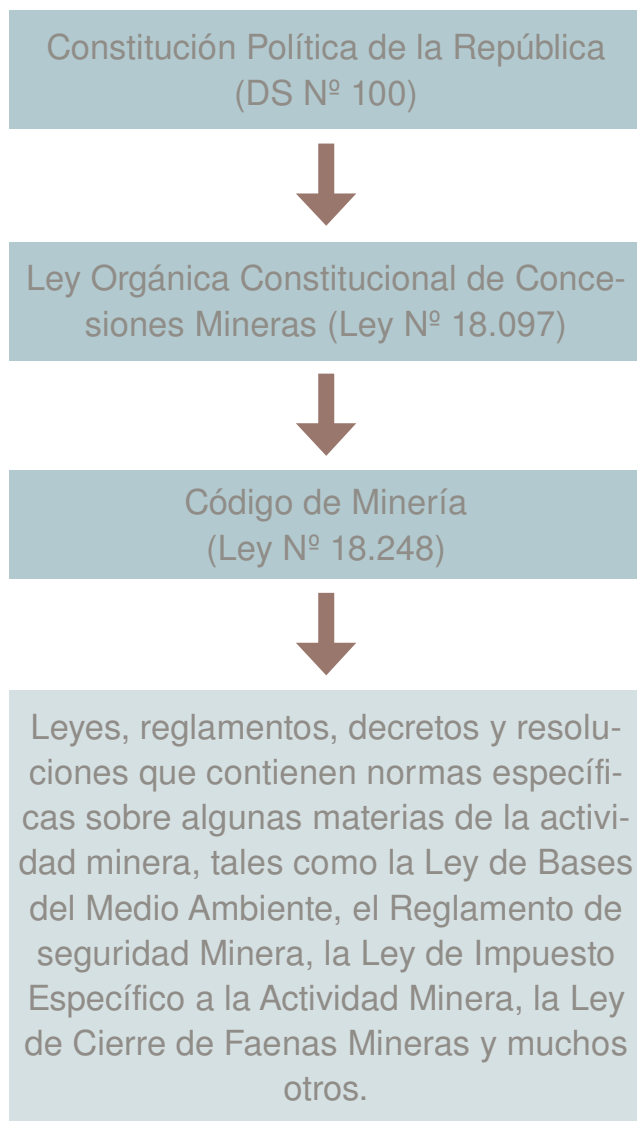 Constitución Política de la República
(DS Nº 100)
Ley Orgánica Constitucional de Conce-
siones Mineras (Ley Nº 18.097)
Código de Minería
(Ley Nº 18.248)
Leyes, reglamentos, decretos y resolu-
ciones que contienen normas específi-
cas sobre algunas materias de la activi-
dad minera, tales como la Ley de Bases
del Medio Ambiente, el Reglamento de
seguridad Minera, la Ley de Impuesto
Específico a la Actividad Minera, la Ley
de Cierre de Faenas Mineras y muchos
otros.